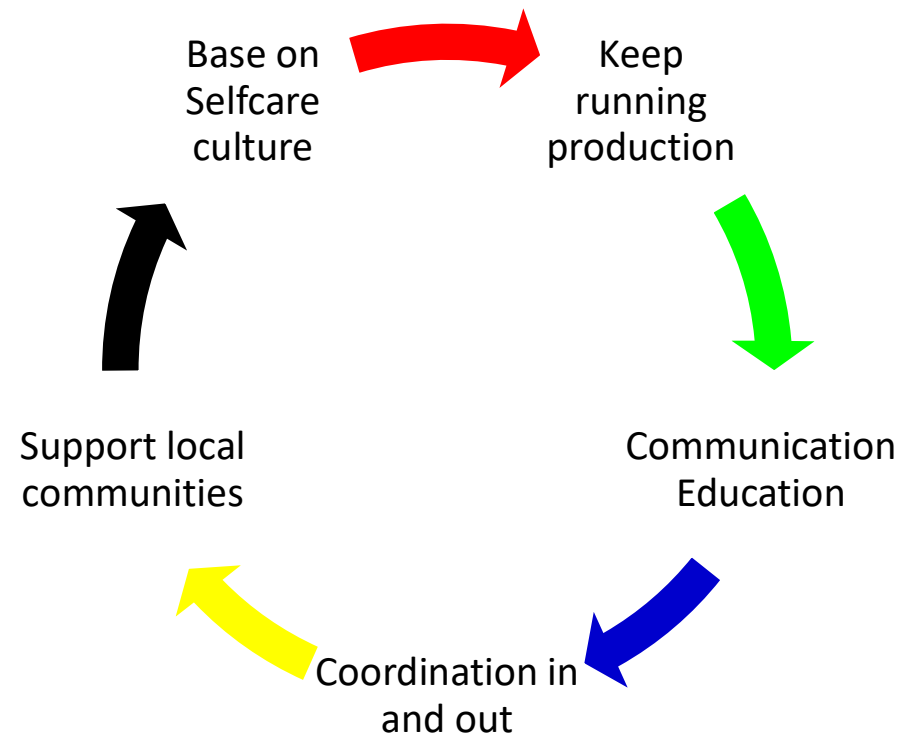 Base on
Selfcare
culture
Keep
running
production
Communication
Education
Coordination in
and out
Support local
communities